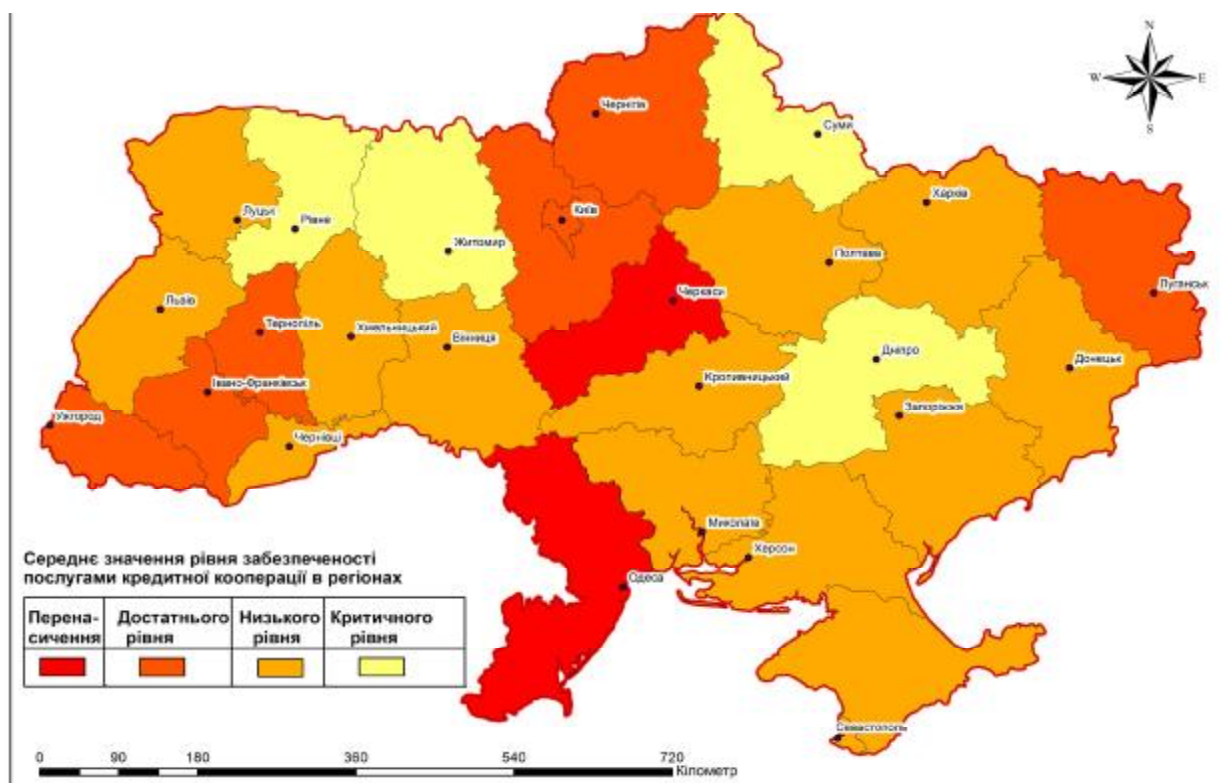 N
W E
S
Чернігів
Суми
Луцьк
Рівне
Київ
Харків
Житомир
Полтава
Львів
Черкаси
Луганськ
Тернопіль
Хмельницький
Вінниця
Дніпро
Донецьк
Івано-Франківськ
Кропивницький
Ужгород
Запоріжжя
Чернівці
Миколаїв
Херсон
Одеса
Севастополь
Середнє значення рівня забезпеченості
послугами кредитної кооперації в регіонах
Перена- Достатнього Низького Критичного
сичення рівня рівня рівня
0 90 180 360 540 720
Кілометр